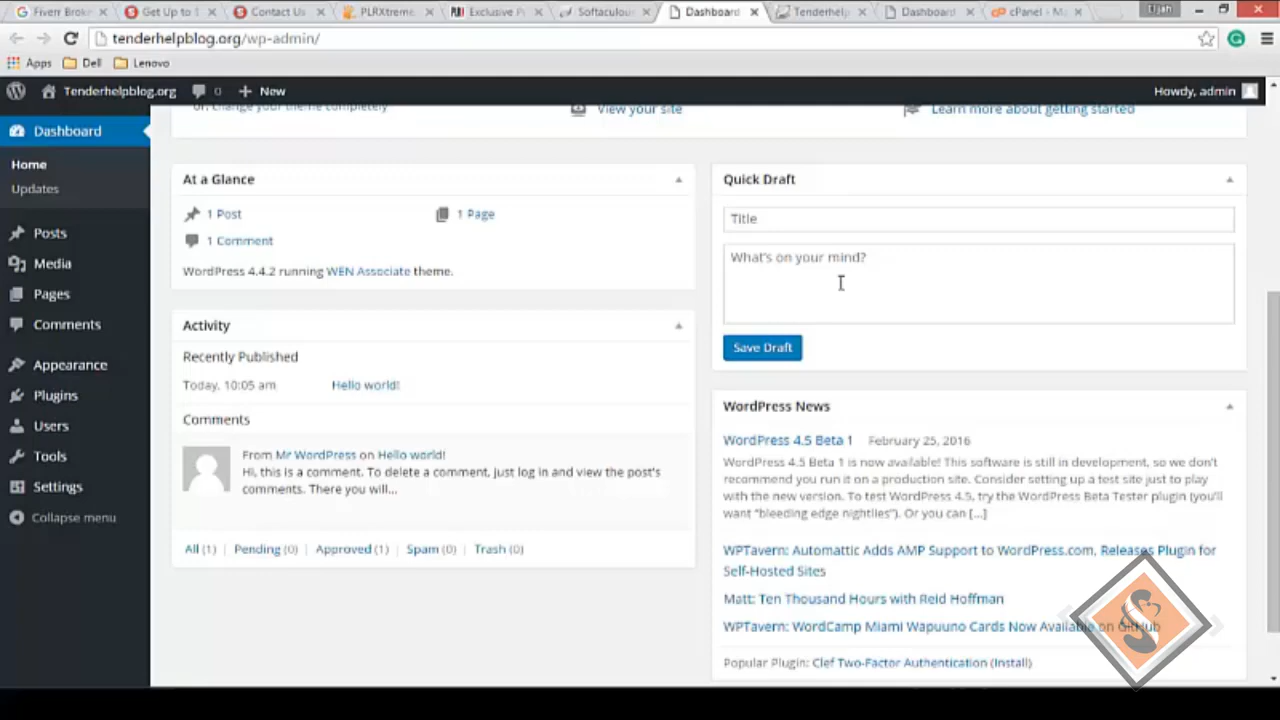 Fiverr Brok
Get Up to
Contact Us
PLRXtreme
Exclusive
Softaculou
Dashboard
Tenderhelp
Dashboard
cPanel - M
Elijah
tenderhelpblog.org/wp-admin/
Apps
Dell
Lenovo
Tenderhelpblog.org
0
New
Howdy, admin
or, change your theme completely
View your site
Learn more about getting started
Dashboard
Home
Updates
Posts
Media
Pages
Comments
Appearance
Plugins
Users
Tools
Settings
Collapse menu
At a Glance
1 Post
1 Page
1 Comment
WordPress 4.4.2 running WEN Associate theme.
Activity
Recently Published
Today, 10:05 am
Hello world!
Comments
From Mr WordPress on Hello world!
Hi, this is a comment. To delete a comment, just log in and view the post's
comments. There you will...
All (1) | Pending (0) | Approved (1) | Spam (0) | Trash (0)
Quick Draft
Title
What's on your mind?
Save Draft
WordPress News
WordPress 4.5 Beta 1 February 25, 2016
WordPress 4.5 Beta 1 is now available! This software is still in development, so we don't
recommend you run it on a production site. Consider setting up a test site just to play
with the new version. To test WordPress 4.5, try the WordPress Beta Tester plugin (you'll
want "bleeding edge nightlies"). Or you can [...]
WPTavern: Automattic Adds AMP Support to WordPress.com, Releases Plugin for
Self-Hosted Sites
Matt: Ten Thousand Hours with Reid Hoffman
WPTavern: WordCamp Miami Wapuuno Cards Now Available on GitHub
Popular Plugin: Clef Two-Factor Authentication (Install)